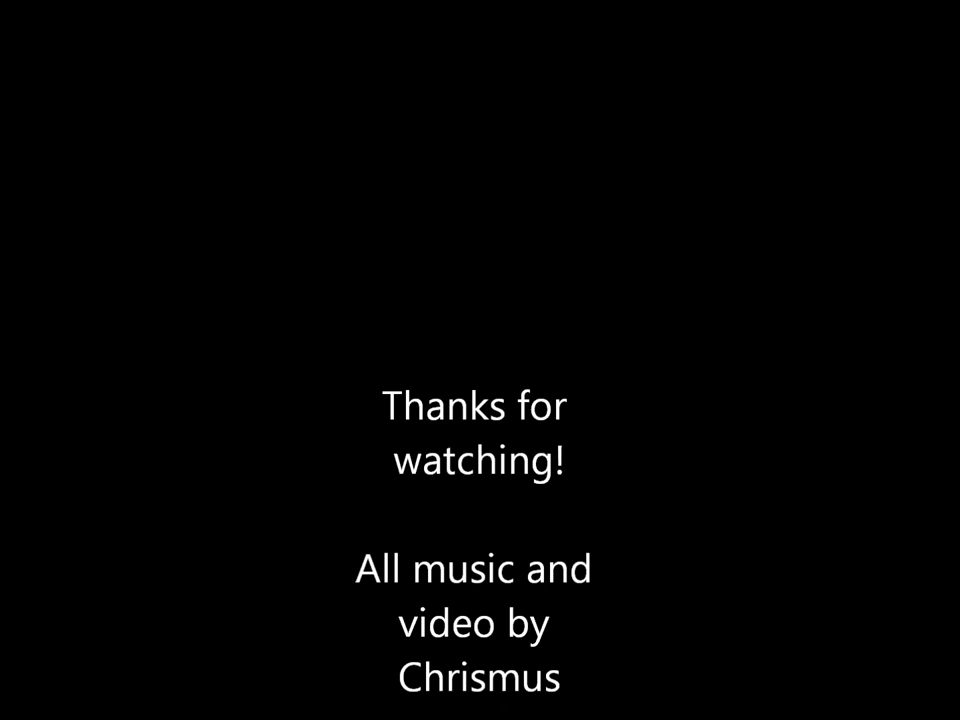 Thanks for
watching!
All music and
video by
Chrismus